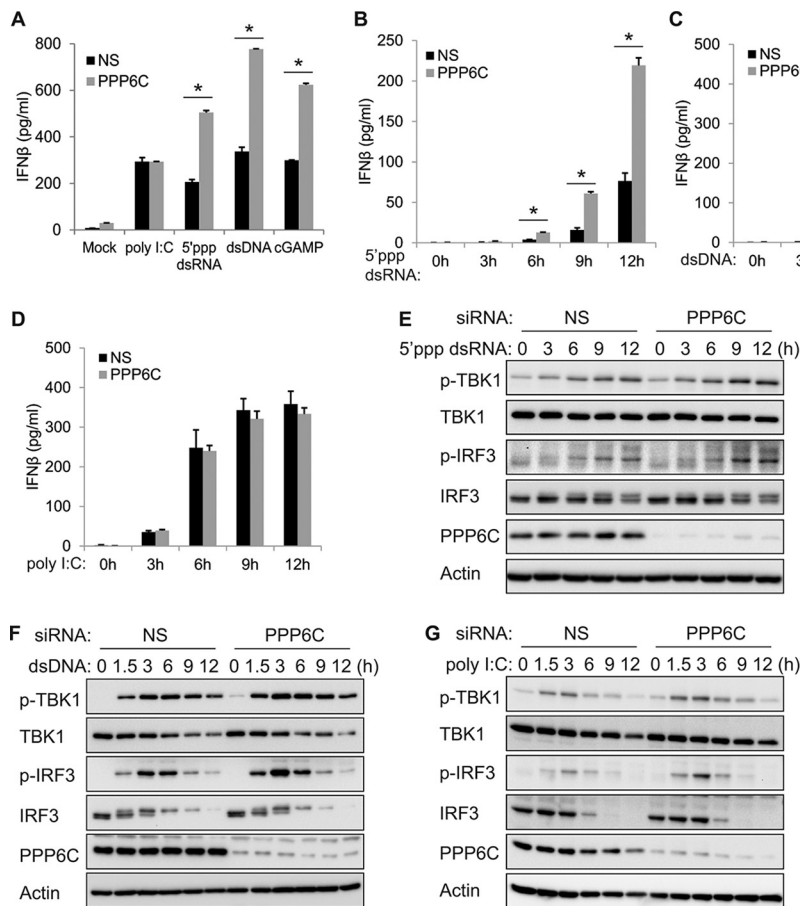 A
IFNβ (pg/ml)
800
600
400
200
0
NS
PPP6C
*
*
*
Mock poly I:C 5'ppp dsDNA cGAMP
dsRNA
B
IFNβ (pg/ml)
250
200
150
100
50
0
NS
PPP6C
*
*
*
5'ppp
dsRNA: 0h 3h 6h 9h 12h
C
IFNβ (pg/ml)
500
400
300
200
100
0
NS
PPP6
dsDNA: 0h 3
D
IFNβ (pg/ml)
500
400
300
200
100
0
NS
PPP6C
poly I:C: 0h 3h 6h 9h 12h
E
siRNA: NS PPP6C
5'ppp dsRNA: 0 3 6 9 12 0 3 6 9 12 (h)
p-TBK1
TBK1
p-IRF3
IRF3
PPP6C
Actin
F
siRNA: NS PPP6C
dsDNA: 0 1.5 3 6 9 12 0 1.5 3 6 9 12 (h)
p-TBK1
TBK1
p-IRF3
IRF3
PPP6C
Actin
G
siRNA: NS PPP6C
poly I:C: 0 1.5 3 6 9 12 0 1.5 3 6 9 12 (h)
p-TBK1
TBK1
p-IRF3
IRF3
PPP6C
Actin